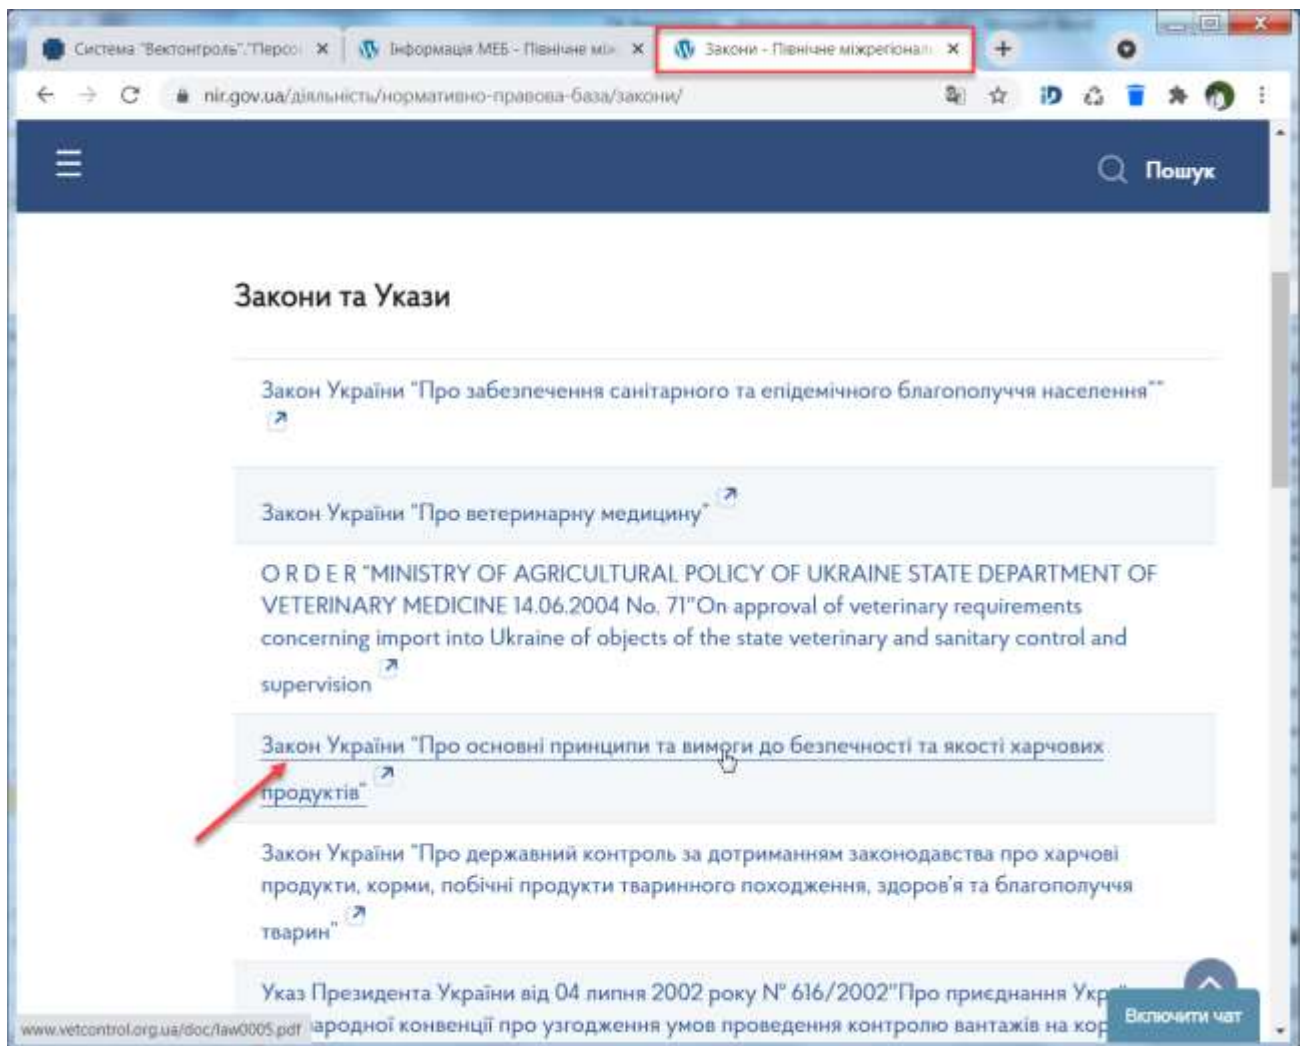 Система "Вектонтроль"."Персо
Інформація МЕБ - Північне мі
Закони - Північне міжрегіонал
nir.gov.ua/діяльність/нормативно-правова-база/закони/
Пошук
Закони та Укази
Закон України "Про забезпечення санітарного та епідемічного благополуччя населення""
Закон України "Про ветеринарну медицину"
O R D E R "MINISTRY OF AGRICULTURAL POLICY OF UKRAINE STATE DEPARTMENT OF
VETERINARY MEDICINE 14.06.2004 No. 71"On approval of veterinary requirements
concerning import into Ukraine of objects of the state veterinary and sanitary control and
supervision
Закон України "Про основні принципи та вимоги до безпечності та якості харчових
продуктів"
Закон України "Про державний контроль за дотриманням законодавства про харчові
продукти, корми, побічні продукти тваринного походження, здоров'я та благополуччя
тварин"
Указ Президента України від 04 липня 2002 року N° 616/2002"Про приєднання Укр
ародної конвенції про узгодження умов проведення контролю вантажів на кор
www.vetcontrol.org.ua/doc/law0005.pdf
Включити чат